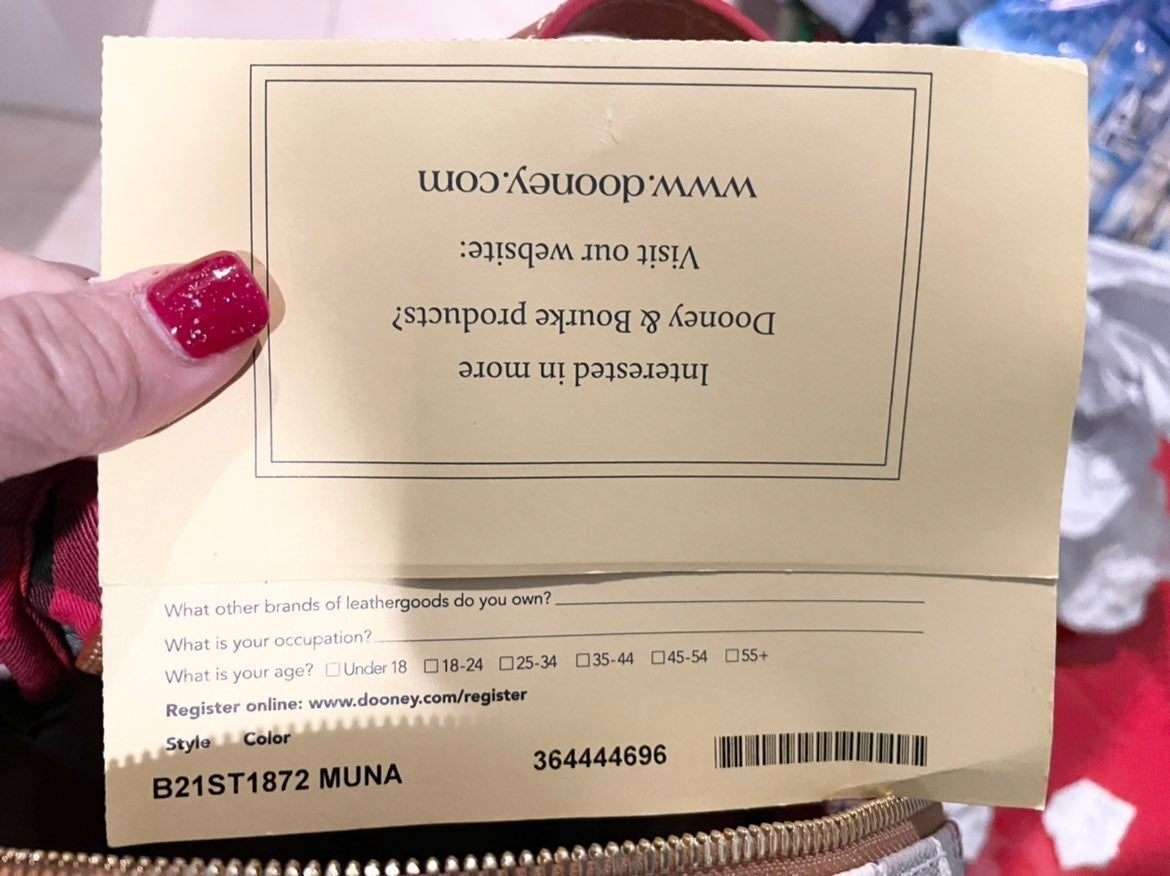 Interested in more
Dooney & Bourke products?
Visit our website:
www.dooney.com
What other brands of leathergoods do you own?
What is your occupation?
What is your age? ☐ Under 18 ☐ 18-24 ☐ 25-34 ☐ 35-44 ☐ 45-54 ☐ 55+
Register online: www.dooney.com/register
Style Color
B21ST1872 MUNA 364444696